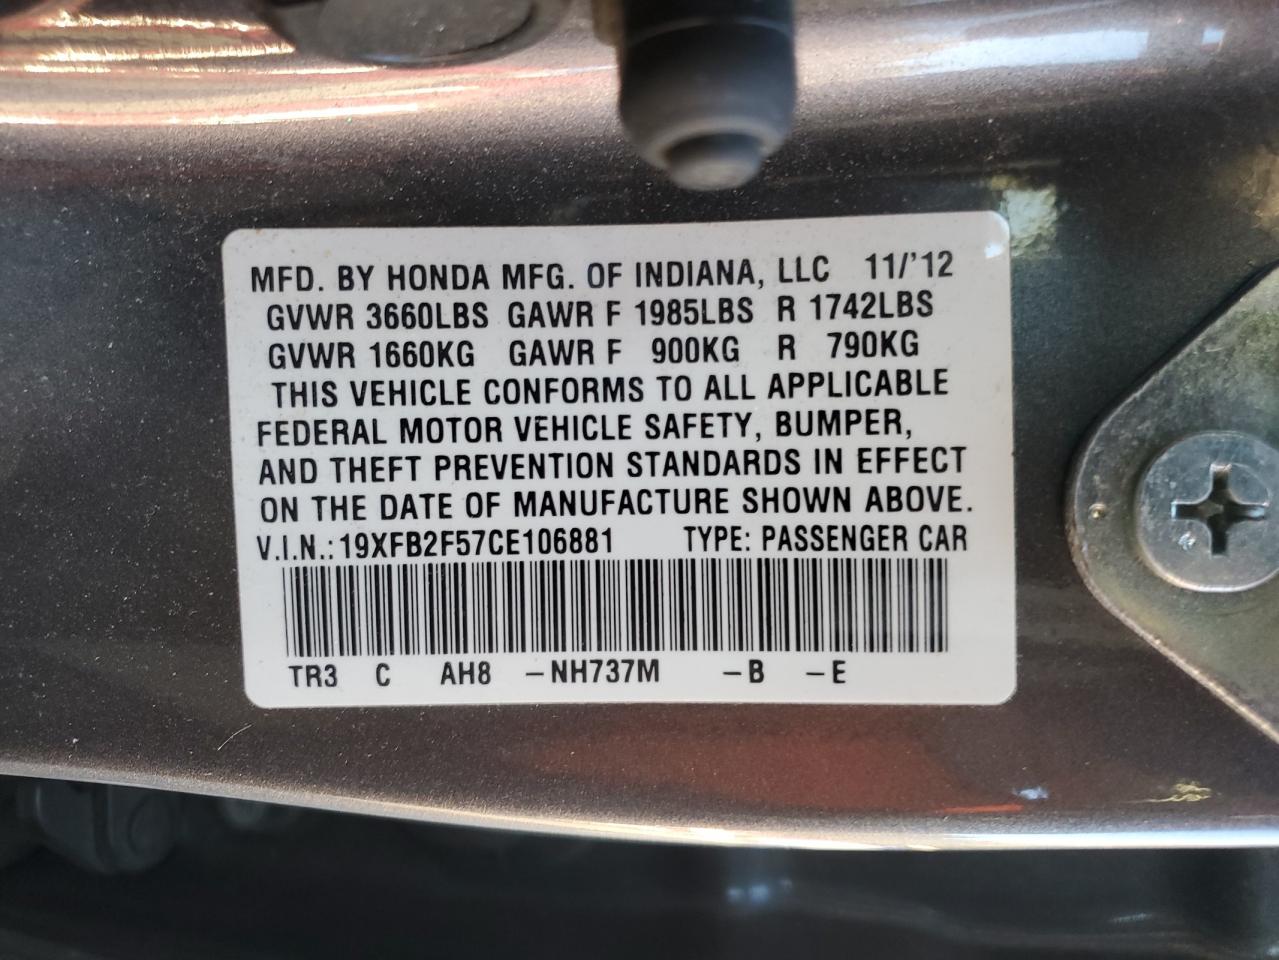 MFD. BY HONDA MFG. OF INDIANA, LLC 11/'12
GVWR 3660LBS GAWR F 1985LBS R 1742LBS
GVWR 1660KG GAWR F 900KG R 790KG
THIS VEHICLE CONFORMS TO ALL APPLICABLE
FEDERAL MOTOR VEHICLE SAFETY, BUMPER,
AND THEFT PREVENTION STANDARDS IN EFFECT
ON THE DATE OF MANUFACTURE SHOWN ABOVE.
V.I.N.: 19XFB2F57CE106881 TYPE: PASSENGER CAR
TR3 C AH8 -NH737M -B -E